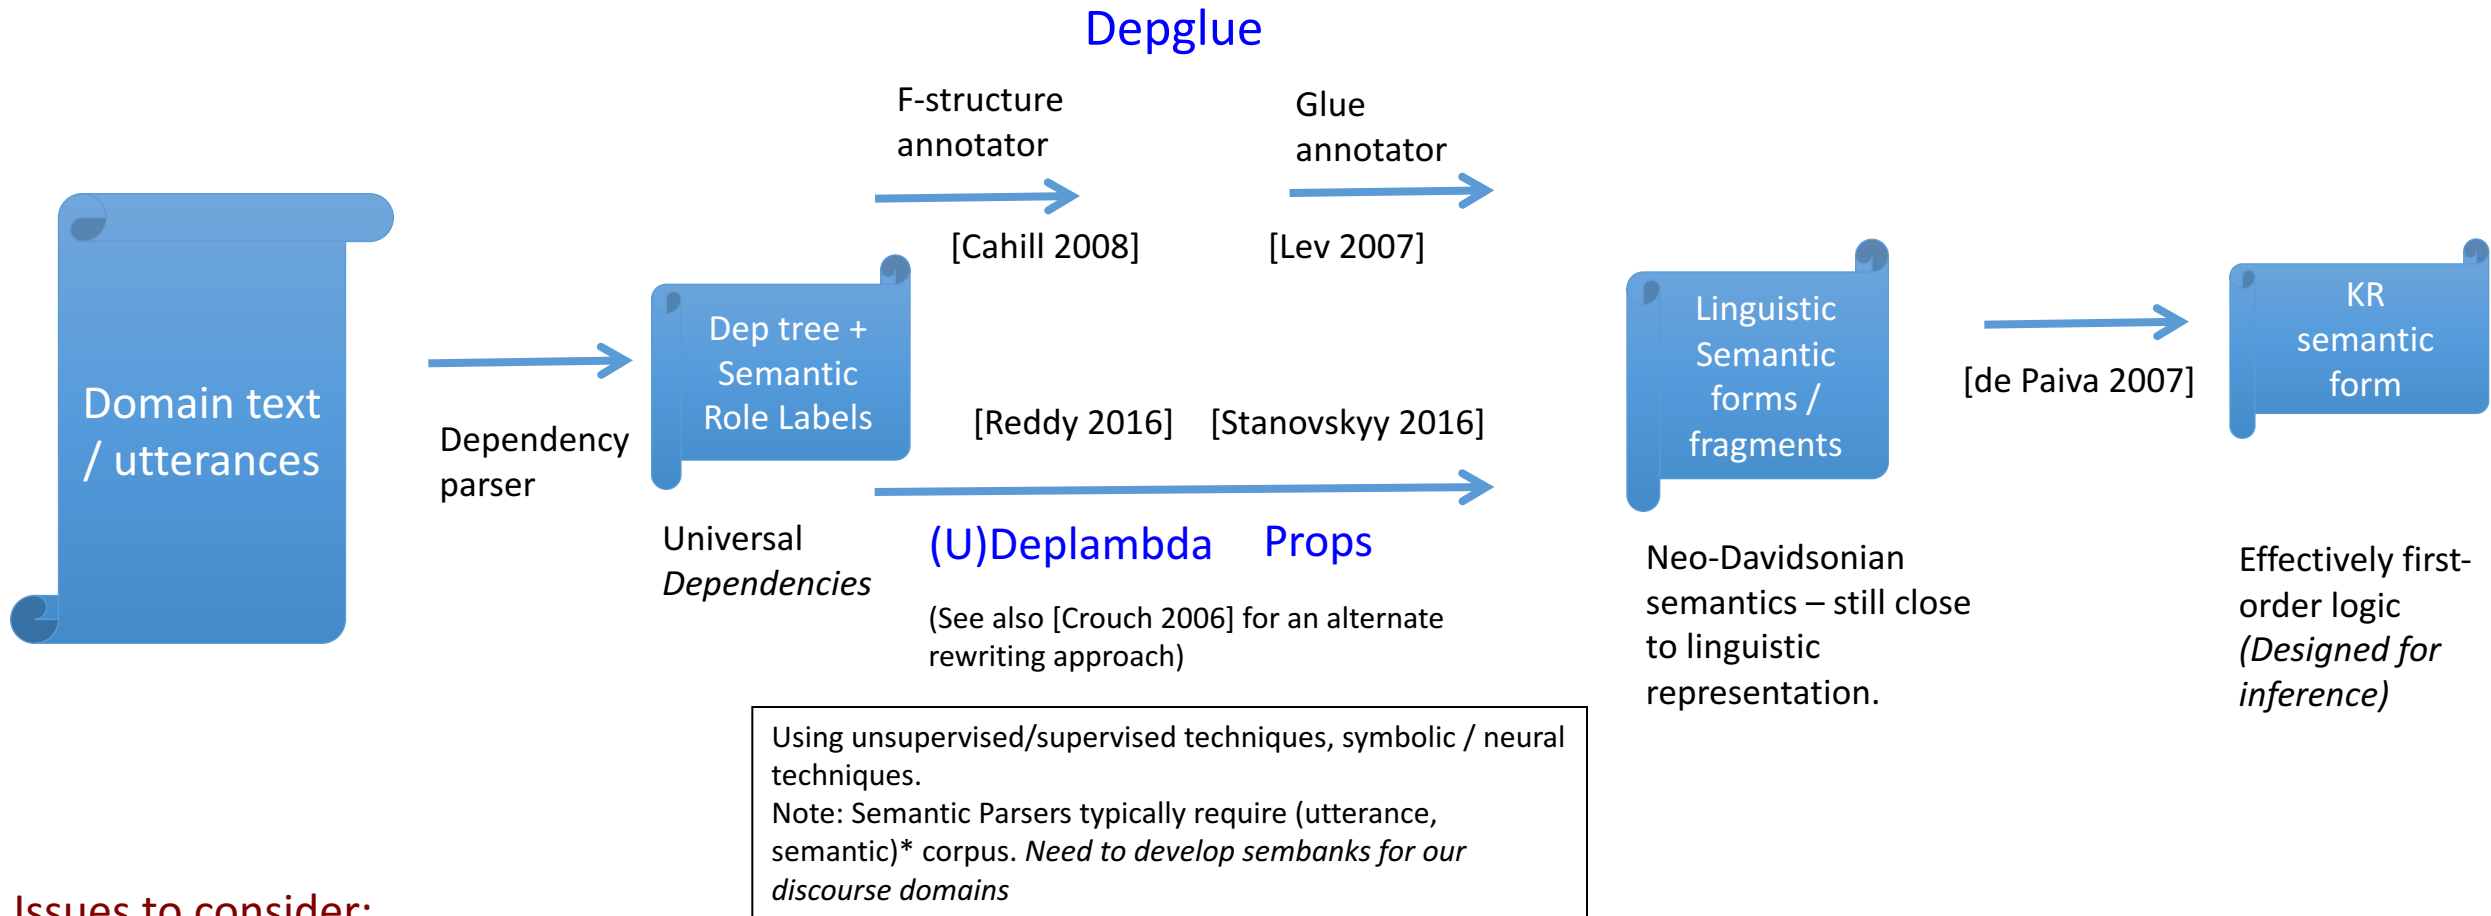 Depglue
F-structure
annotator
Glue
annotator
[Cahill 2008]
[Lev 2007]
Domain text
/ utterances
Dependency
parser
Dep tree +
Semantic
Role Labels
Universal
Dependencies
[Reddy 2016]
[Stanovskyy 2016]
(U)Deplambda
Props
(See also [Crouch 2006] for an alternate
rewriting approach)
Linguistic
Semantic
forms /
fragments
Neo-Davidsonian
semantics – still close
to linguistic
representation.
[de Paiva 2007]
KR
semantic
form
Effectively first-
order logic
(Designed for
inference)
Using unsupervised/supervised techniques, symbolic / neural
techniques.
Note: Semantic Parsers typically require (utterance,
semantic)* corpus. Need to develop sembanks for our
discourse domains
Issues to consider: